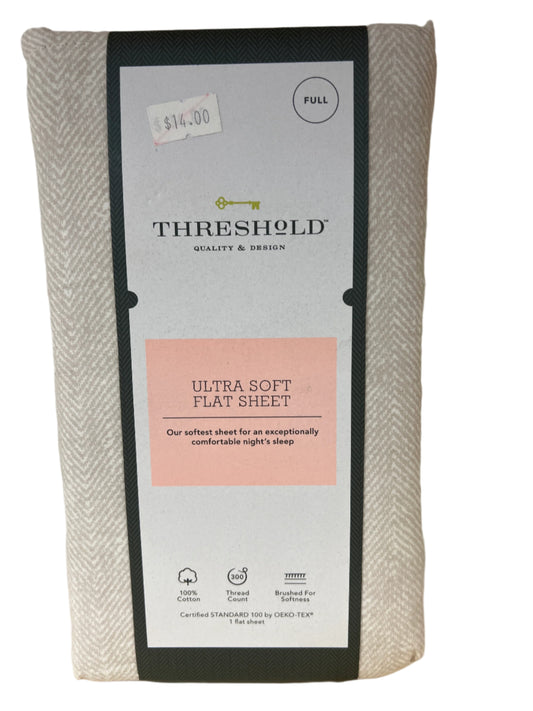 $14.00
FULL
THRESHOLD™
QUALITY & DESIGN
ULTRA SOFT
FLAT SHEET
Our softest sheet for an exceptionally
comfortable night's sleep
300
100%
Cotton
Thread
Count
Brushed For
Softness
Certified STANDARD 100 by OEKO-TEX®
1 flat sheet